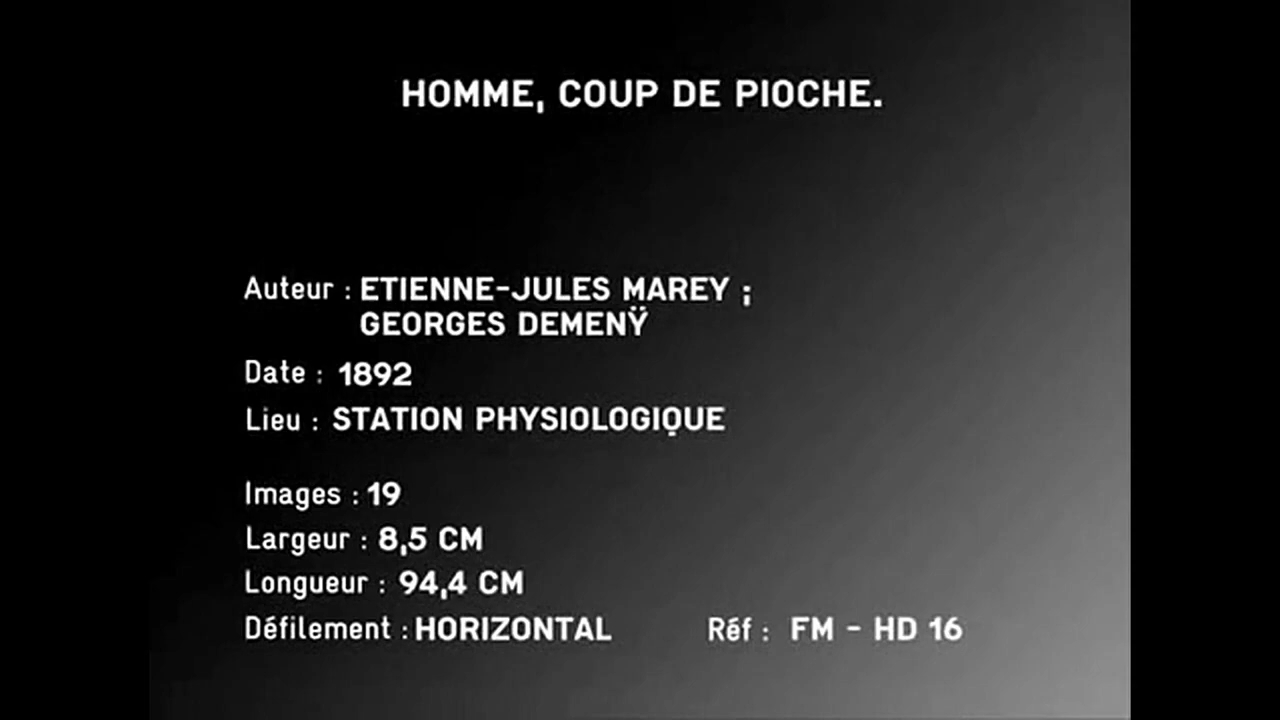 HOMME, COUP DE PIOCHE.
Auteur : ETIENNE-JULES MAREY ;
GEORGES DEMENŸ
Date : 1892
Lieu : STATION PHYSIOLOGIQUE
Images : 19
Largeur : 8,5 CM
Longueur : 94,4 CM
Défilement : HORIZONTAL Réf : FM - HD 16